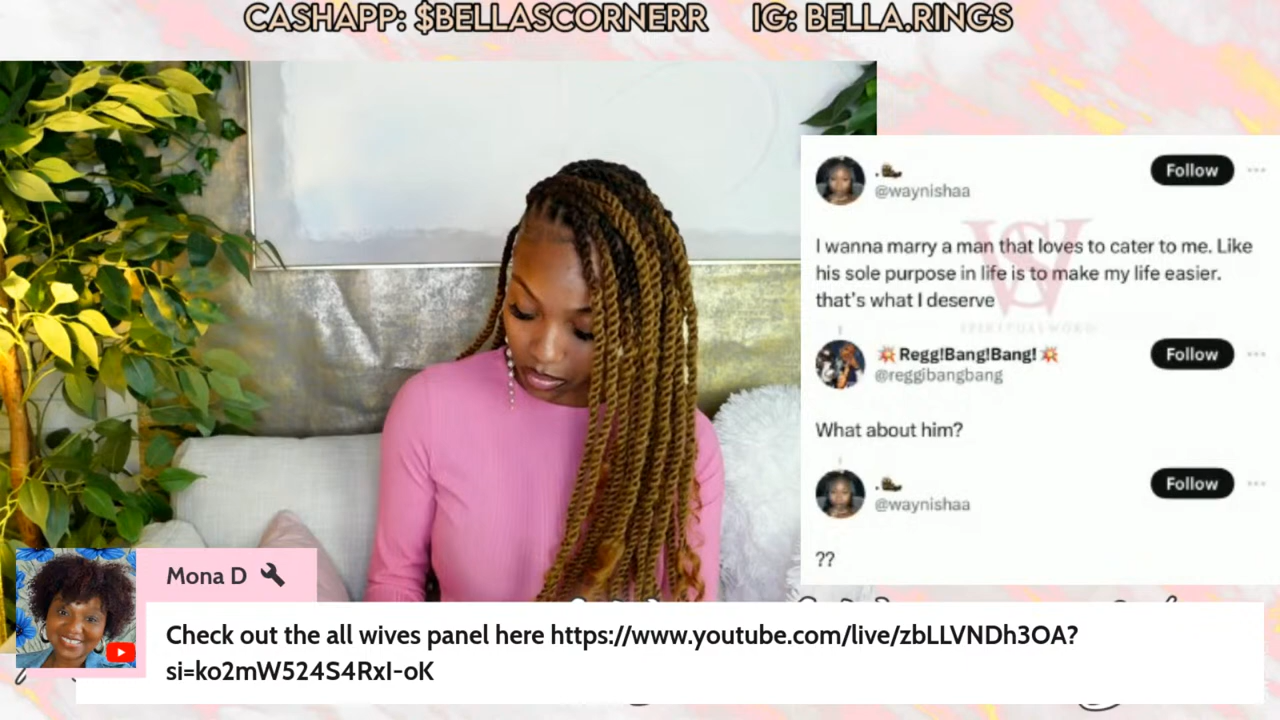 CASHAPP: $BELLASCORNERR IG: BELLA.RINGS
.
@waynishaa
Follow
I wanna marry a man that loves to cater to me. Like
his sole purpose in life is to make my life easier.
that's what I deserve
Regg!Bang!Bang!
@reggibangbang
Follow
What about him?
.
@waynishaa
Follow
??
Mona D
Check out the all wives panel here https://www.youtube.com/live/zbLLVNDh3OA?
si=ko2mW524S4RxI-oK